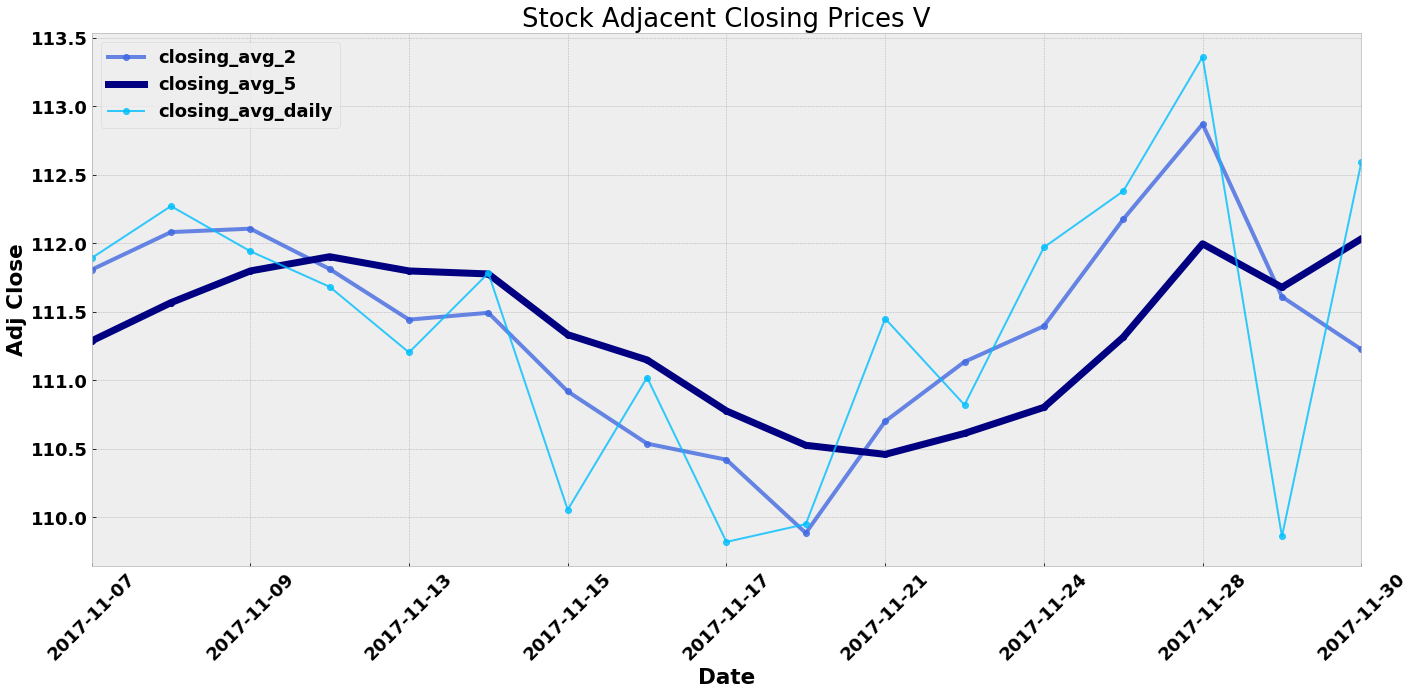 Stock Adjacent Closing Prices V
closing_avg_2
closing_avg_5
closing_avg_daily
113.5
113.0
112.5
112.0
111.5
111.0
110.5
110.0
Adj Close
2017-11-07
2017-11-09
2017-11-13
2017-11-15
2017-11-17
2017-11-21
2017-11-24
2017-11-28
2017-11-30
Date